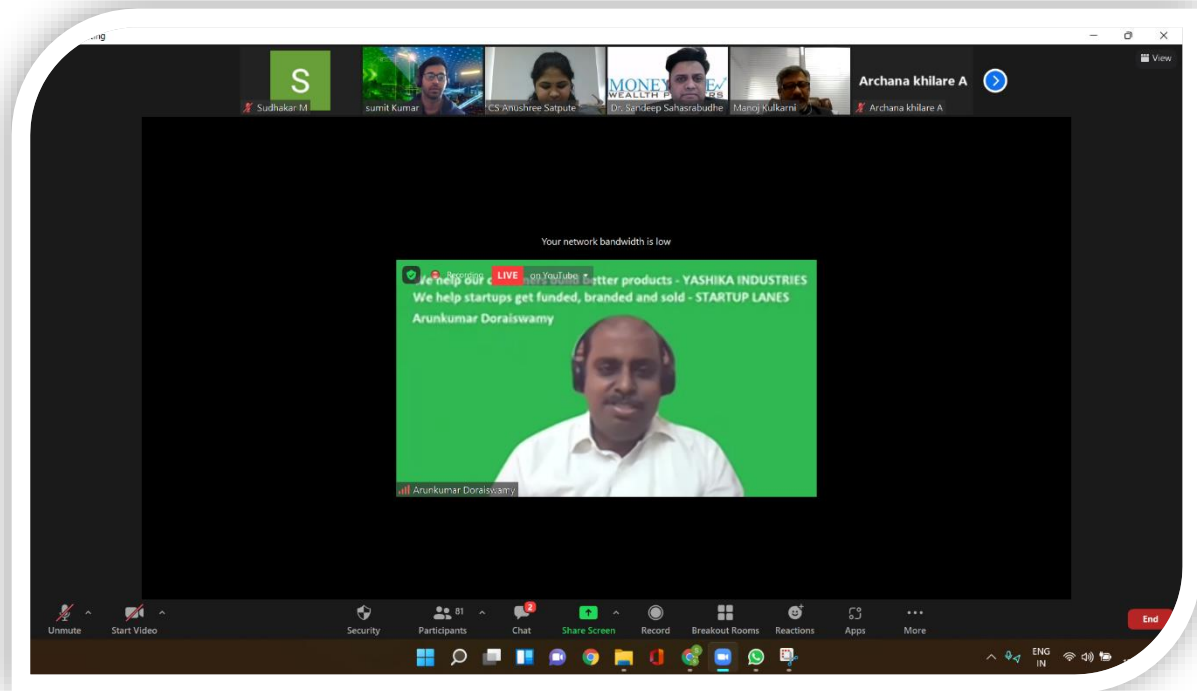 View
S
Sudhakar M
sumit Kumar
CS Anushree Satpute
MONEY
WEALLTH P
RS
Dr. Sandeep Sahasrabudhe
Manoj Kulkarni
Archana khilare A
Archana khilare A
Your network bandwidth is low
Recording LIVE on YouTube
We help our better products - YASHIKA INDUSTRIES
We help startups get funded, branded and sold - STARTUP LANES
Arunkumar Doraiswamy
Arunkumar Doraiswamy
Unmute
Start Video
Security
81
Participants
2
Chat
Share Screen
Record
Breakout Rooms
Reactions
Apps
More
End
ENG
IN